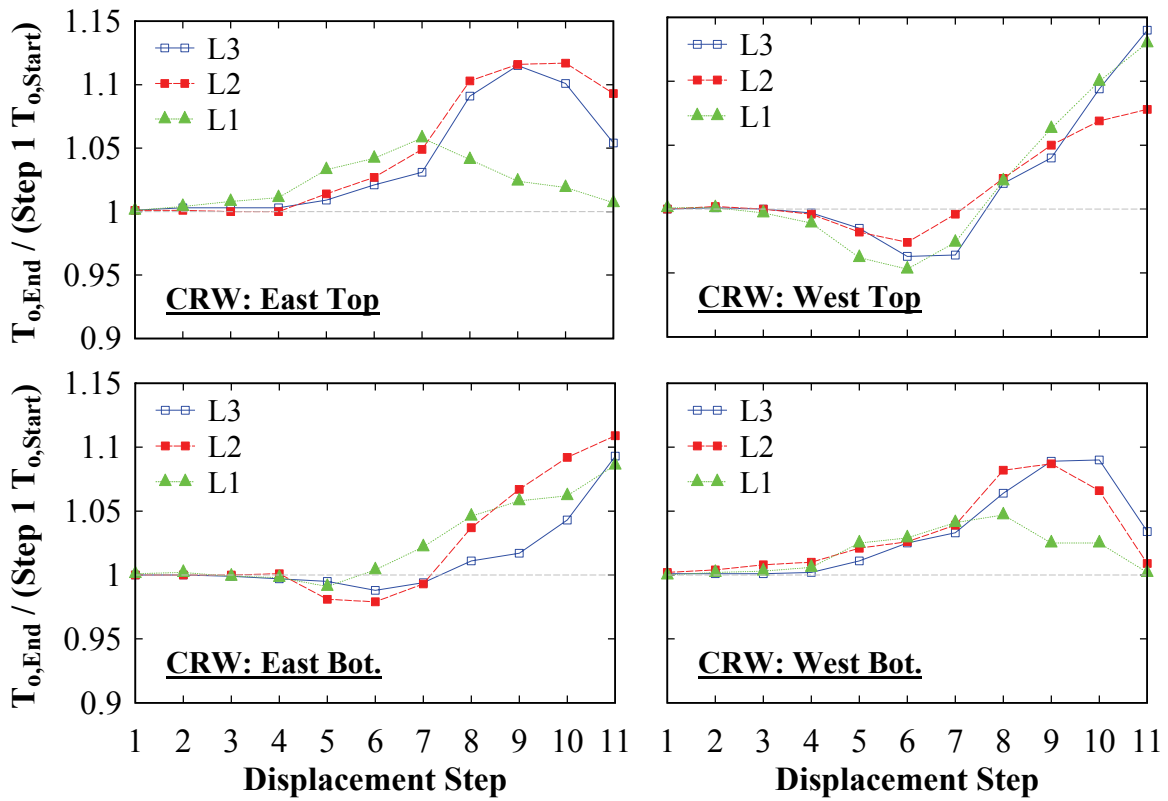 T_o,End / (Step 1 T_o,Start)
1.15
1.1
1.05
1
0.95
0.9
L3
L2
L1
CRW: East Top
L3
L2
L1
CRW: West Top
T_o,End / (Step 1 T_o,Start)
1.15
1.1
1.05
1
0.95
0.9
L3
L2
L1
CRW: East Bot.
1 2 3 4 5 6 7 8 9 10 11
Displacement Step
L3
L2
L1
CRW: West Bot.
1 2 3 4 5 6 7 8 9 10 11
Displacement Step